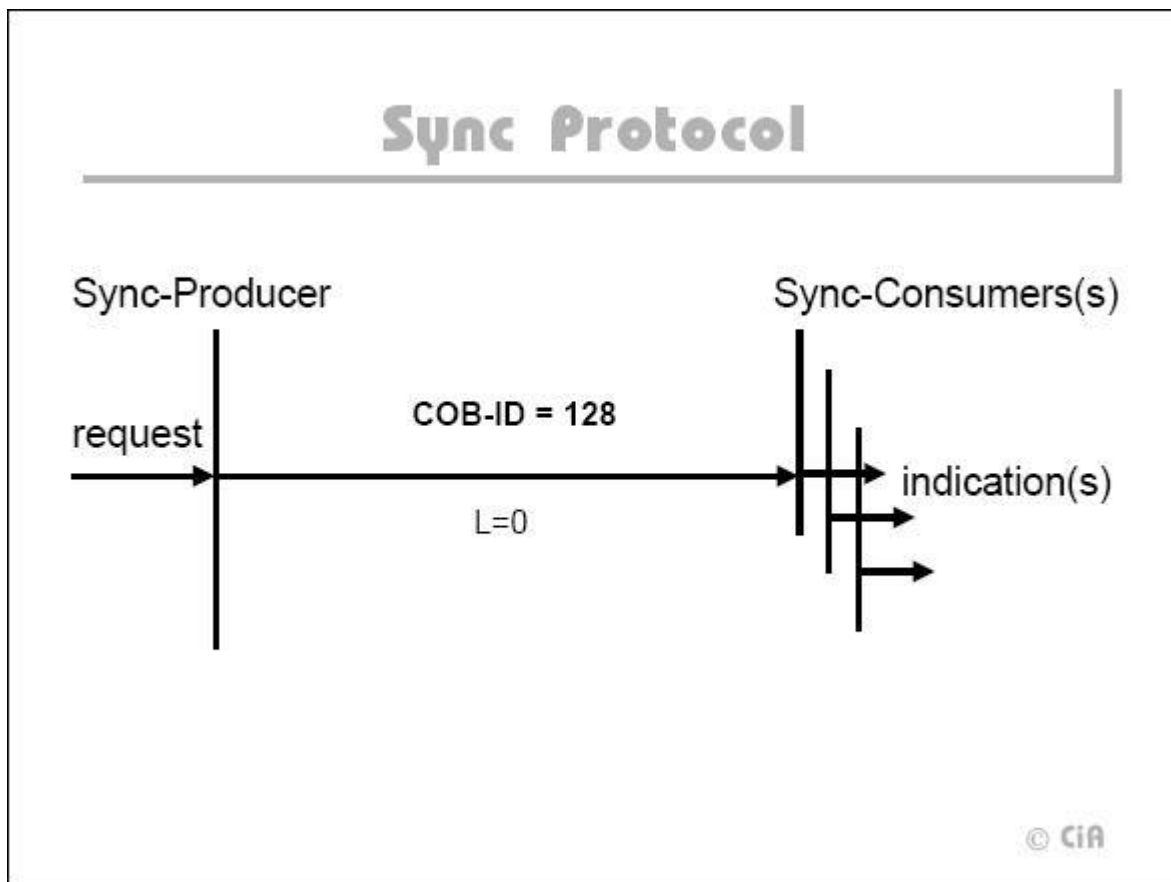 Sync Protocol
Sync-Producer
Sync-Consumers(s)
COB-ID = 128
request
indication(s)
L=0
© CiA